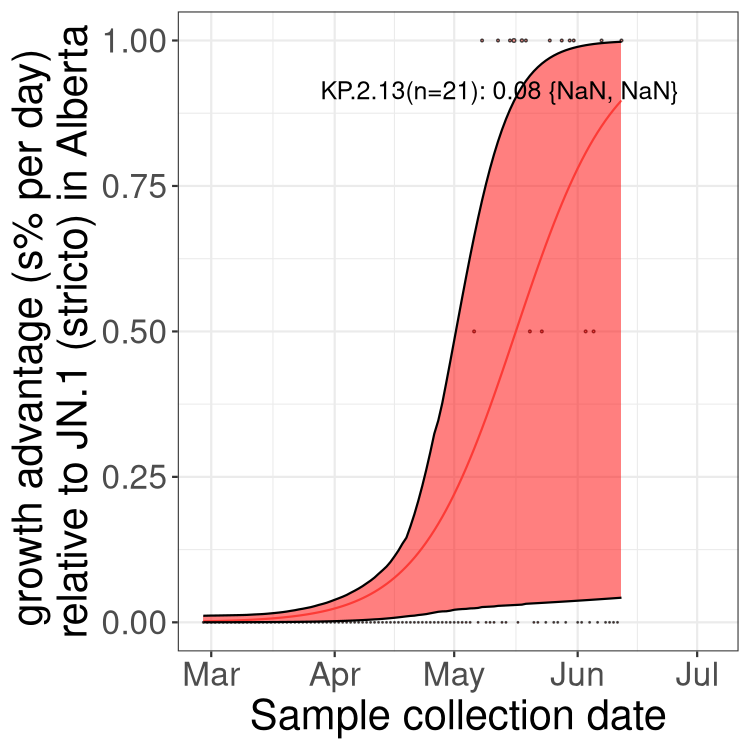 growth advantage (s% per day)
relative to JN.1 (stricto) in Alberta
1.00
0.75
0.50
0.25
0.00
KP.2.13(n=21): 0.08 {NaN, NaN}
Mar Apr May Jun Jul
Sample collection date